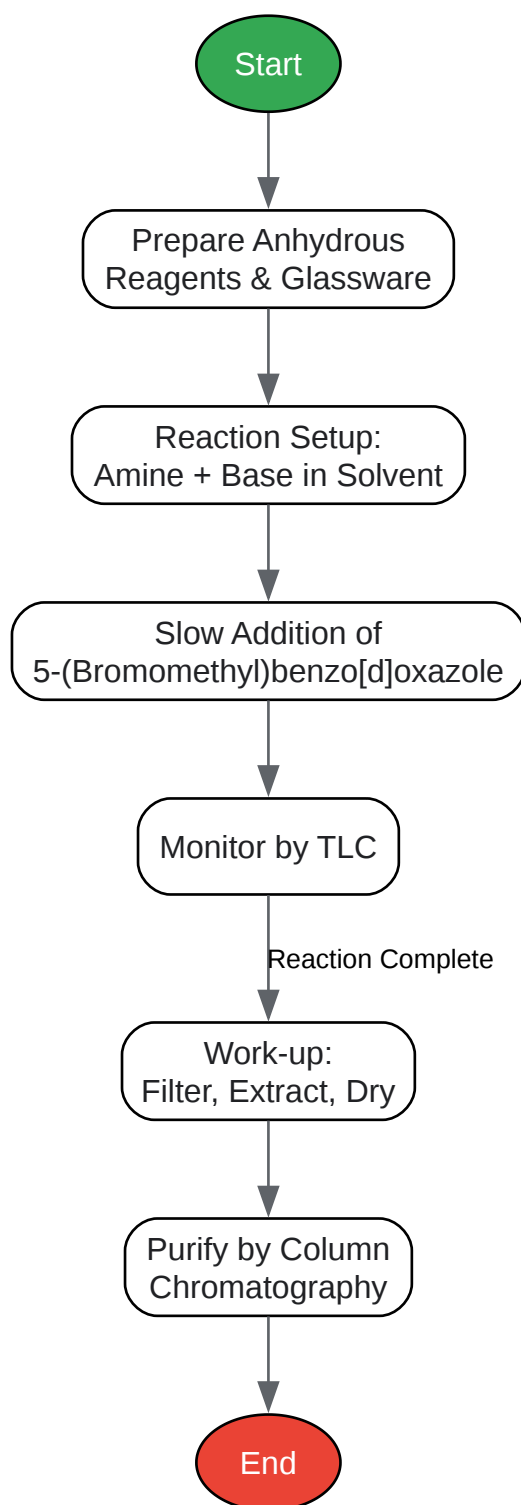 Start
Prepare Anhydrous
Reagents & Glassware
Reaction Setup:
Amine + Base in Solvent
Slow Addition of
5-(Bromomethyl)benzo[d]oxazole
Monitor by TLC
Reaction Complete
Work-up:
Filter, Extract, Dry
Purify by Column
Chromatography
End